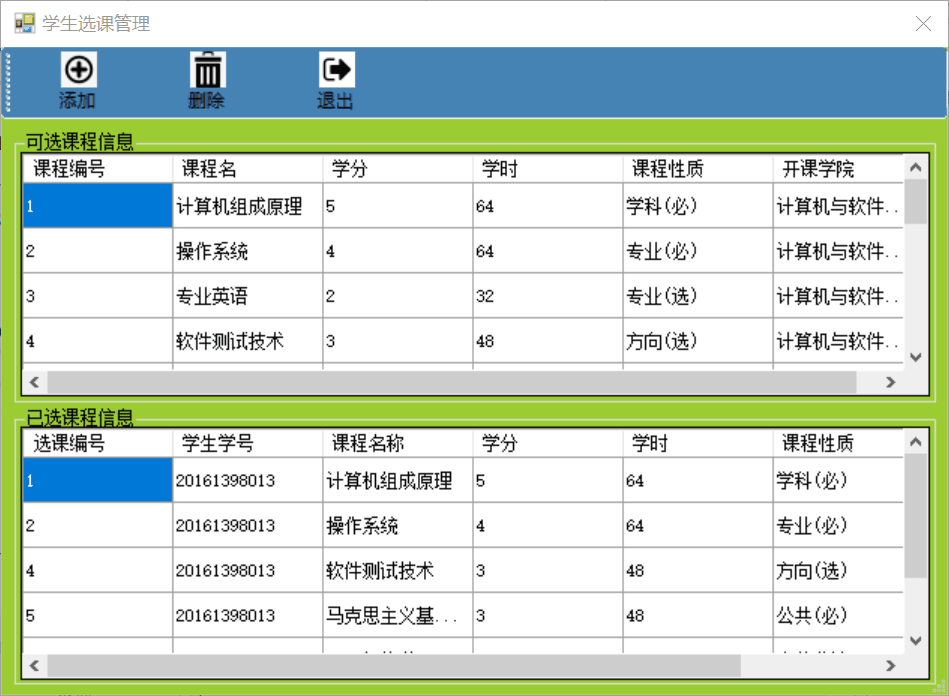 学生选课管理
添加 删除 退出
可选课程信息
课程编号 课程名 学分 学时 课程性质 开课学院
1 计算机组成原理 5 64 学科(必) 计算机与软件..
2 操作系统 4 64 专业(必) 计算机与软件..
3 专业英语 2 32 专业(选) 计算机与软件..
4 软件测试技术 3 48 方向(选) 计算机与软件..
已选课程信息
选课编号 学生学号 课程名称 学分 学时 课程性质
1 20161398013 计算机组成原理 5 64 学科(必)
2 20161398013 操作系统 4 64 专业(必)
4 20161398013 软件测试技术 3 48 方向(选)
5 20161398013 马克思主义基... 3 48 公共(必)